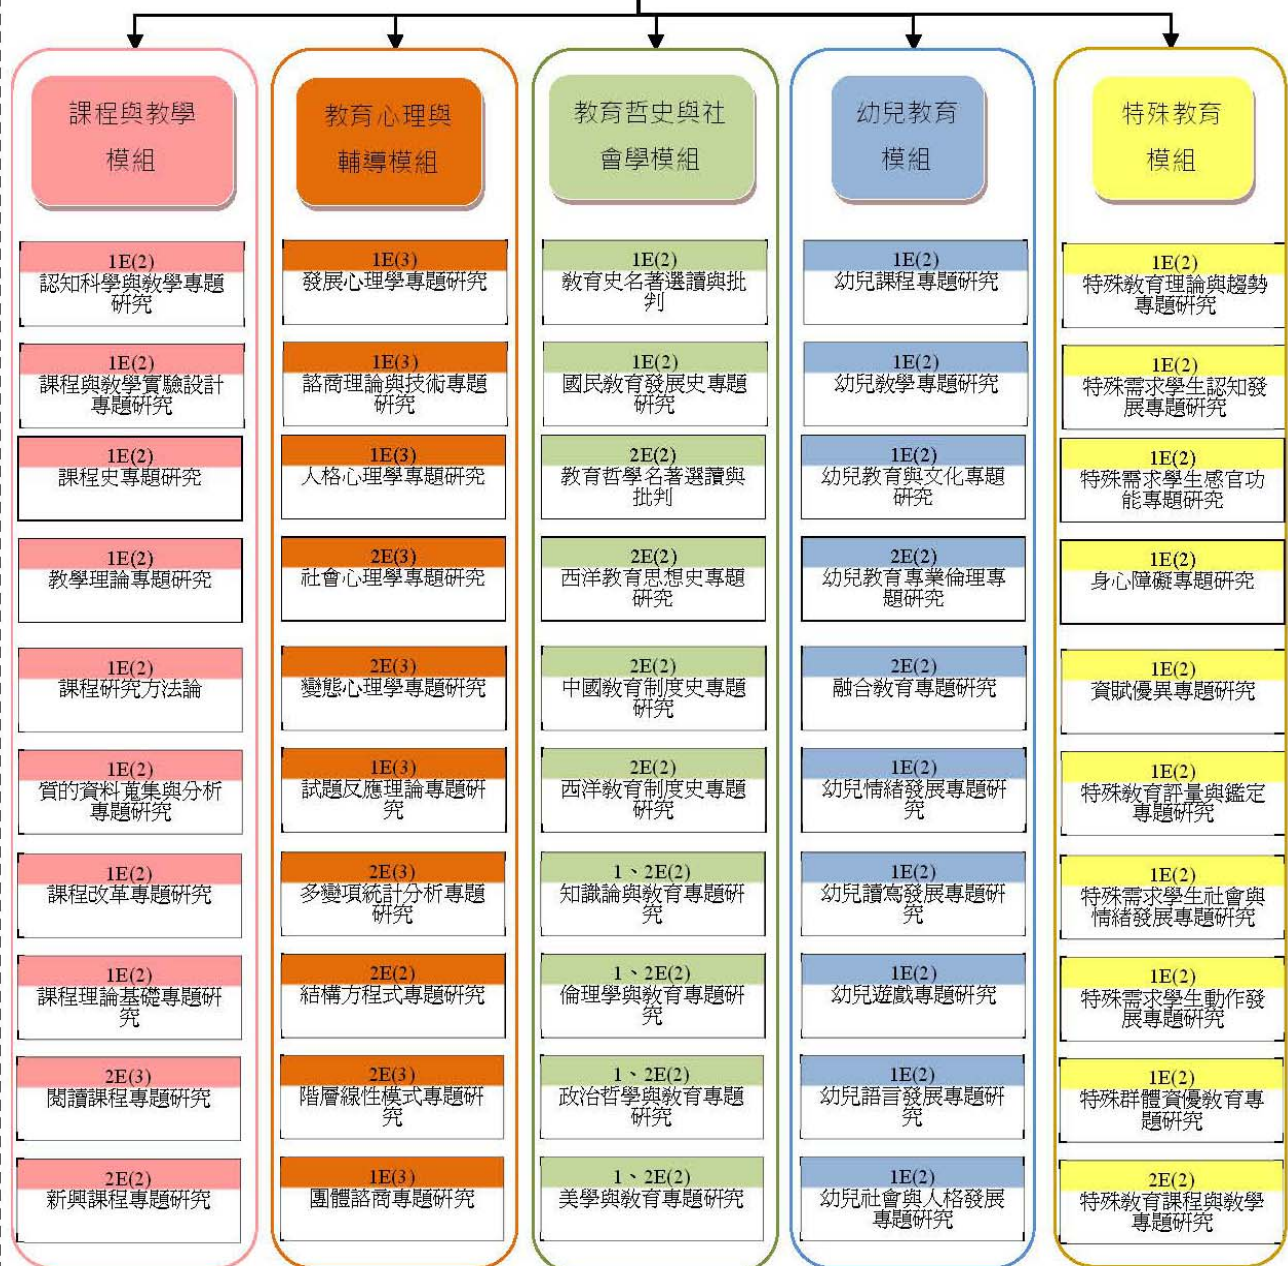 課程與教學
模組
1E(2)
認知科學與教學專題
研究
1E(2)
課程與教學實驗設計
專題研究
1E(2)
課程史專題研究
1E(2)
教學理論專題研究
1E(2)
課程研究方法論
1E(2)
質的資料蒐集與分析
專題研究
1E(2)
課程改革專題研究
1E(2)
課程理論基礎專題研
究
2E(3)
閱讀課程專題研究
2E(2)
新興課程專題研究
教育心理與
輔導模組
1E(3)
發展心理學專題研究
1E(3)
諮商理論與技術專題
研究
1E(3)
人格心理學專題研究
2E(3)
社會心理學專題研究
2E(3)
變態心理學專題研究
1E(3)
試題反應理論專題研
究
2E(3)
多變項統計分析專題
研究
2E(2)
結構方程式專題研究
2E(3)
階層線性模式專題研
究
1E(3)
團體諮商專題研究
教育哲史與社
會學模組
1E(2)
教育史名著選讀與批
判
1E(2)
國民教育發展史專題
研究
2E(2)
教育哲學名著選讀與
批判
2E(2)
西洋教育思想史專題
研究
2E(2)
中國教育制度史專題
研究
2E(2)
西洋教育制度史專題
研究
1、2E(2)
知識論與教育專題研
究
1、2E(2)
倫理學與教育專題研
究
1、2E(2)
政治哲學與教育專題
研究
1、2E(2)
美學與教育專題研究
幼兒教育
模組
1E(2)
幼兒課程專題研究
1E(2)
幼兒教學專題研究
1E(2)
幼兒教育與文化專題
研究
2E(2)
幼兒教育專業倫理專
題研究
2E(2)
融合教育專題研究
1E(2)
幼兒情緒發展專題研
究
1E(2)
幼兒讀寫發展專題研
究
1E(2)
幼兒遊戲專題研究
1E(2)
幼兒語言發展專題研
究
1E(2)
幼兒社會與人格發展
專題研究
特殊教育
模組
1E(2)
特殊教育理論與趨勢
專題研究
1E(2)
特殊需求學生認知發
展專題研究
1E(2)
特殊需求學生感官功
能專題研究
1E(2)
身心障礙專題研究
1E(2)
資賦優異專題研究
1E(2)
特殊教育評量與鑑定
專題研究
1E(2)
特殊需求學生社會與
情緒發展專題研究
1E(2)
特殊需求學生動作發
展專題研究
1E(2)
特殊群體資優教育專
題研究
2E(2)
特殊教育課程與教學
專題研究